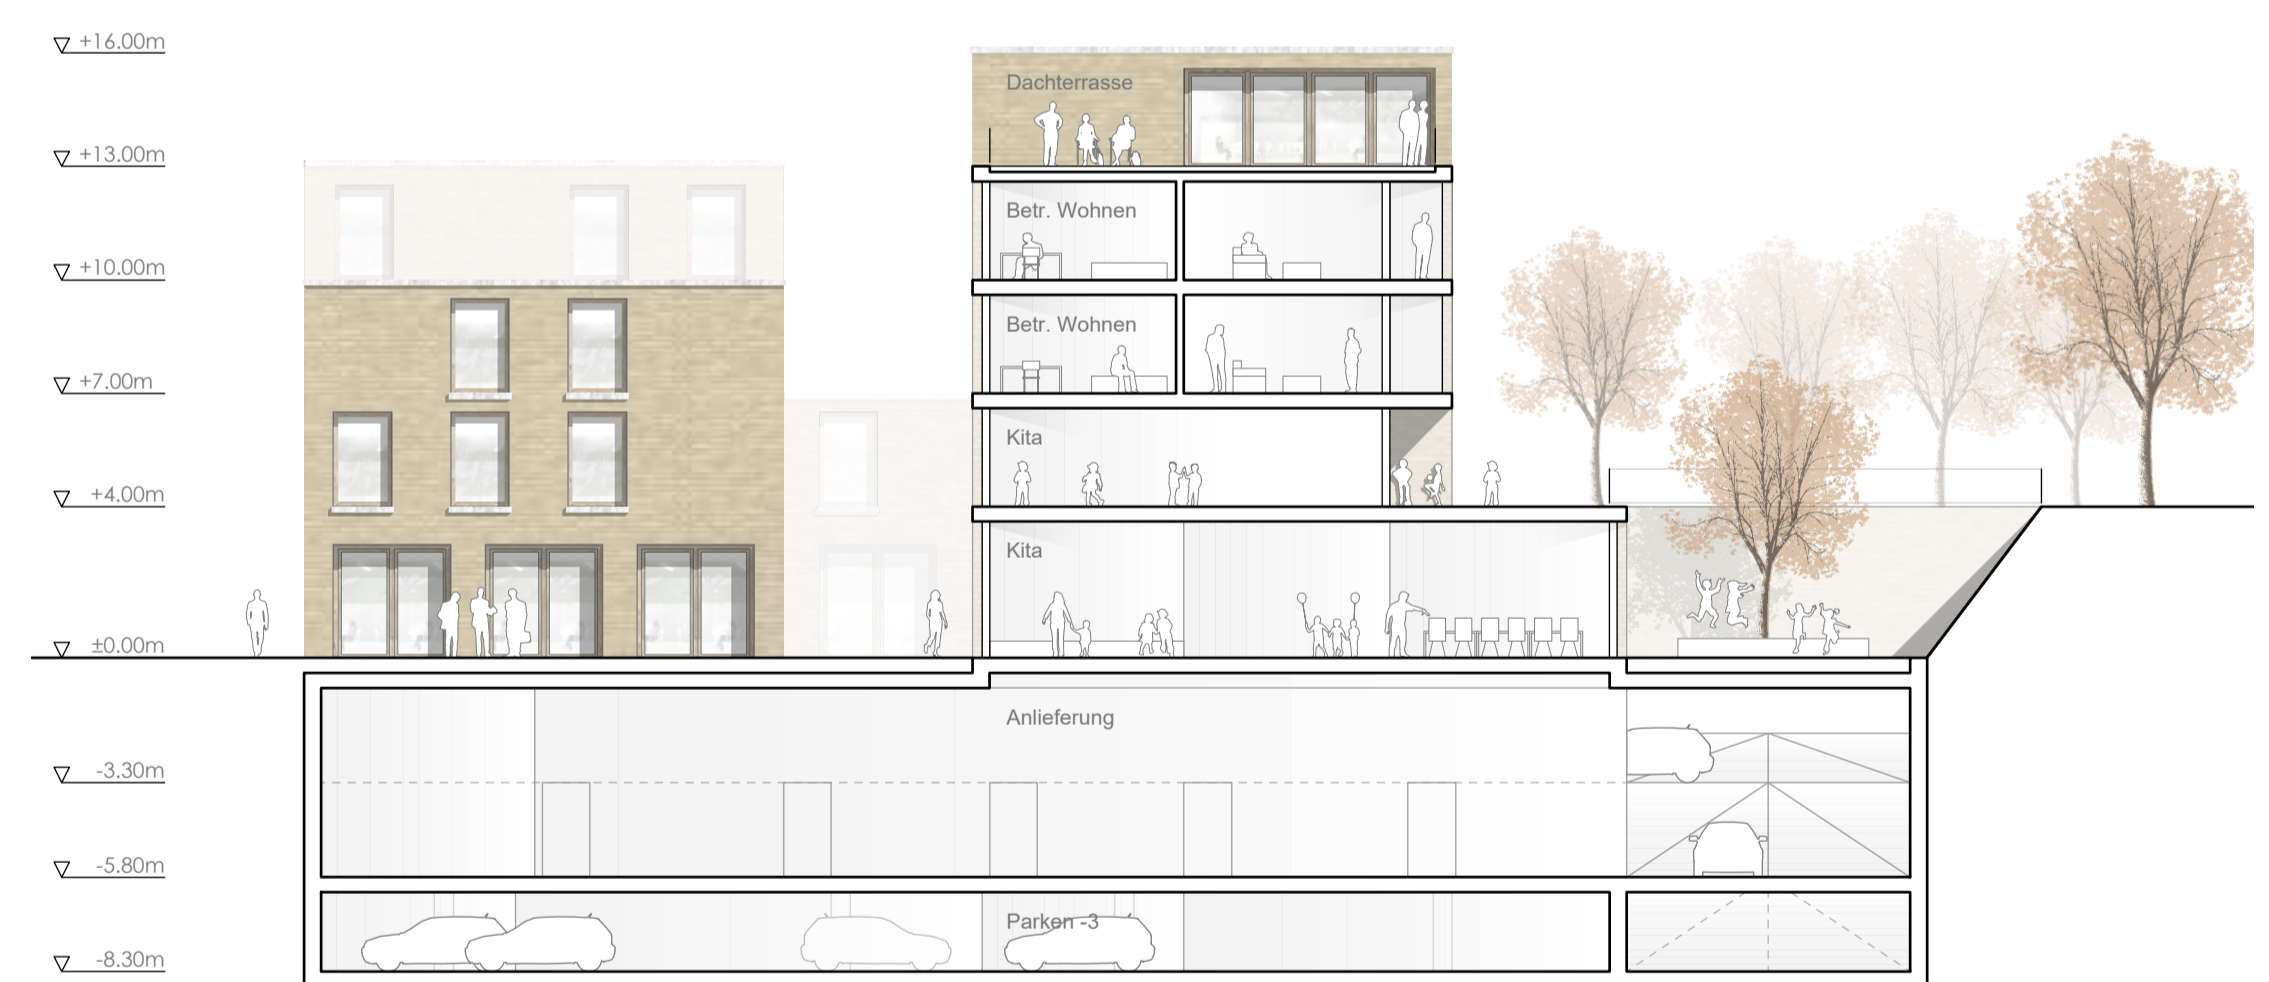 +16.00m
Dachterrasse
+13.00m
Betr. Wohnen
+10.00m
Betr. Wohnen
+7.00m
Kita
+4.00m
Kita
±0.00m
Anlieferung
-3.30m
-5.80m
Parken -3
-8.30m